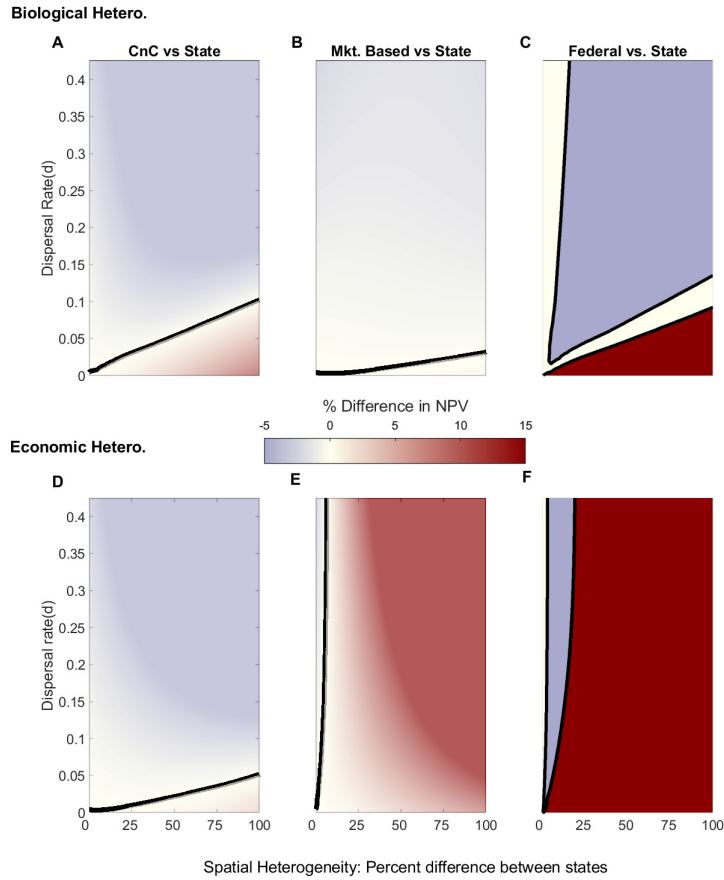 Biological Hetero.
A
CnC vs State
B
Mkt. Based vs State
C
Federal vs. State
Dispersal Rate(d)
0.4
0.35
0.3
0.25
0.2
0.15
0.1
0.05
0
% Difference in NPV
-5
0
5
10
15
Economic Hetero.
D
E
F
Dispersal rate(d)
0.4
0.35
0.3
0.25
0.2
0.15
0.1
0.05
0
0
25
50
75
100
0
25
50
75
100
0
25
50
75
100
Spatial Heterogeneity: Percent difference between states